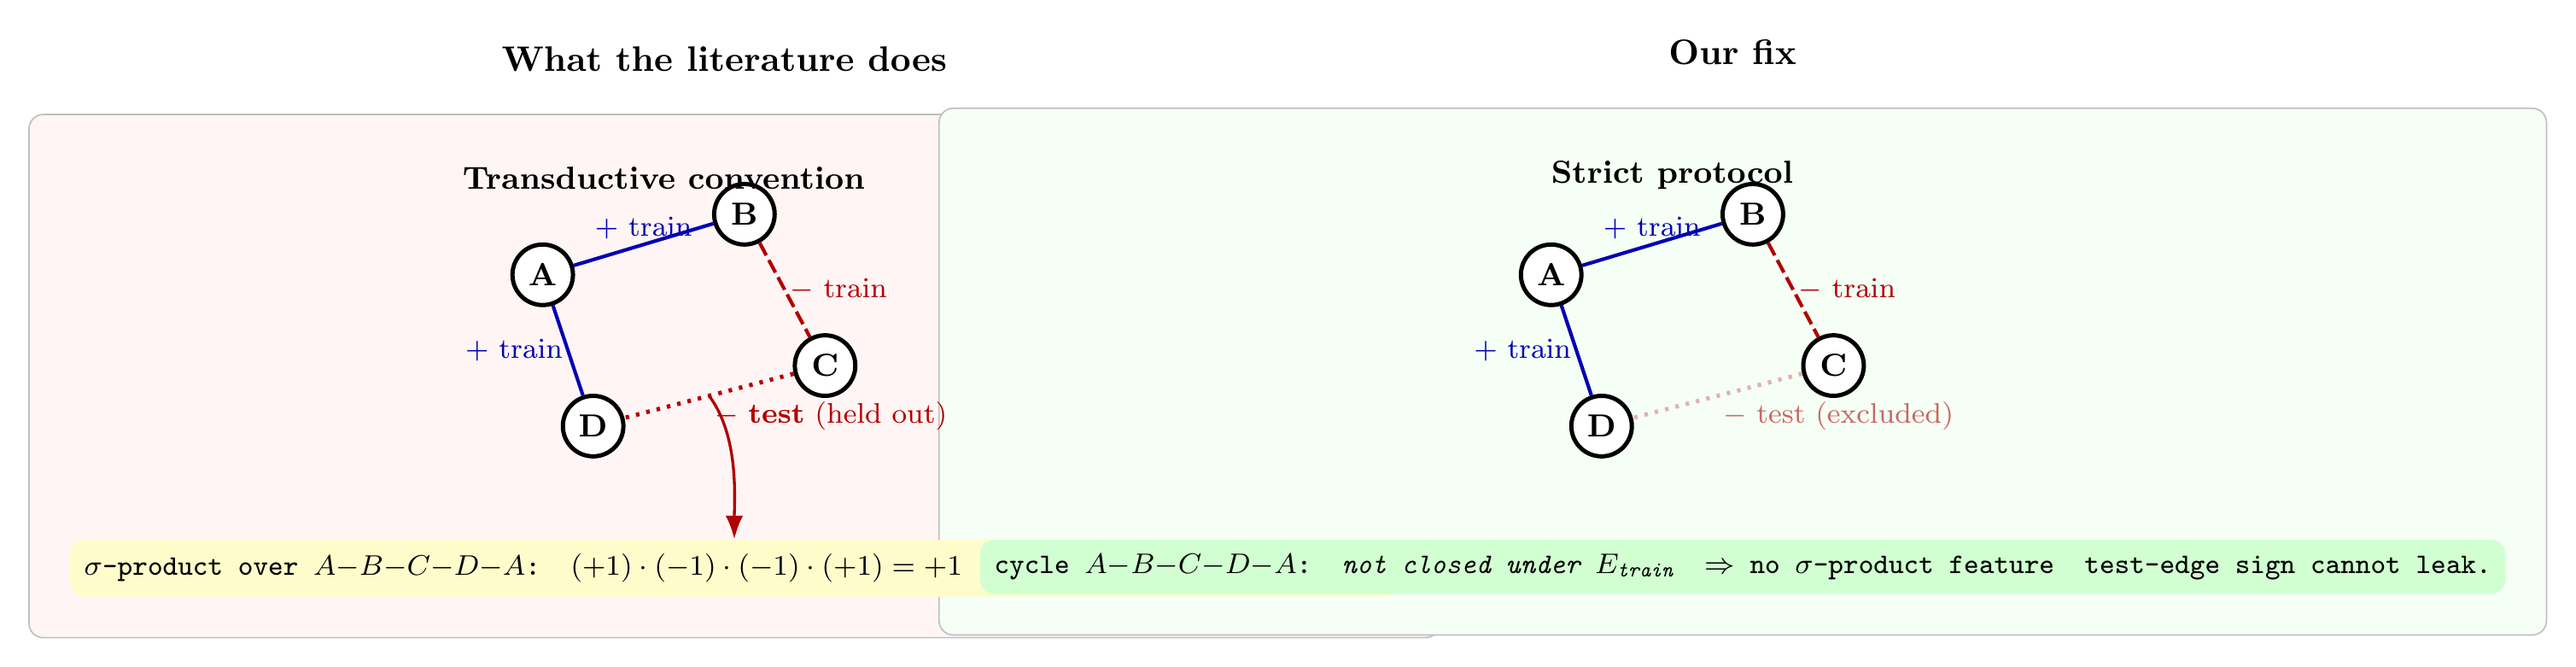 What the literature does
Transductive convention
B
+ train
A
− train
+ train
C
− test (held out)
D
σ-product over A−B−C−D−A: (+1)·(−1)·(−1)·(+1) = +1
Our fix
Strict protocol
B
+ train
A
− train
+ train
C
− test (excluded)
D
cycle A−B−C−D−A: not closed under E_train ⇒ no σ-product feature test-edge sign cannot leak.